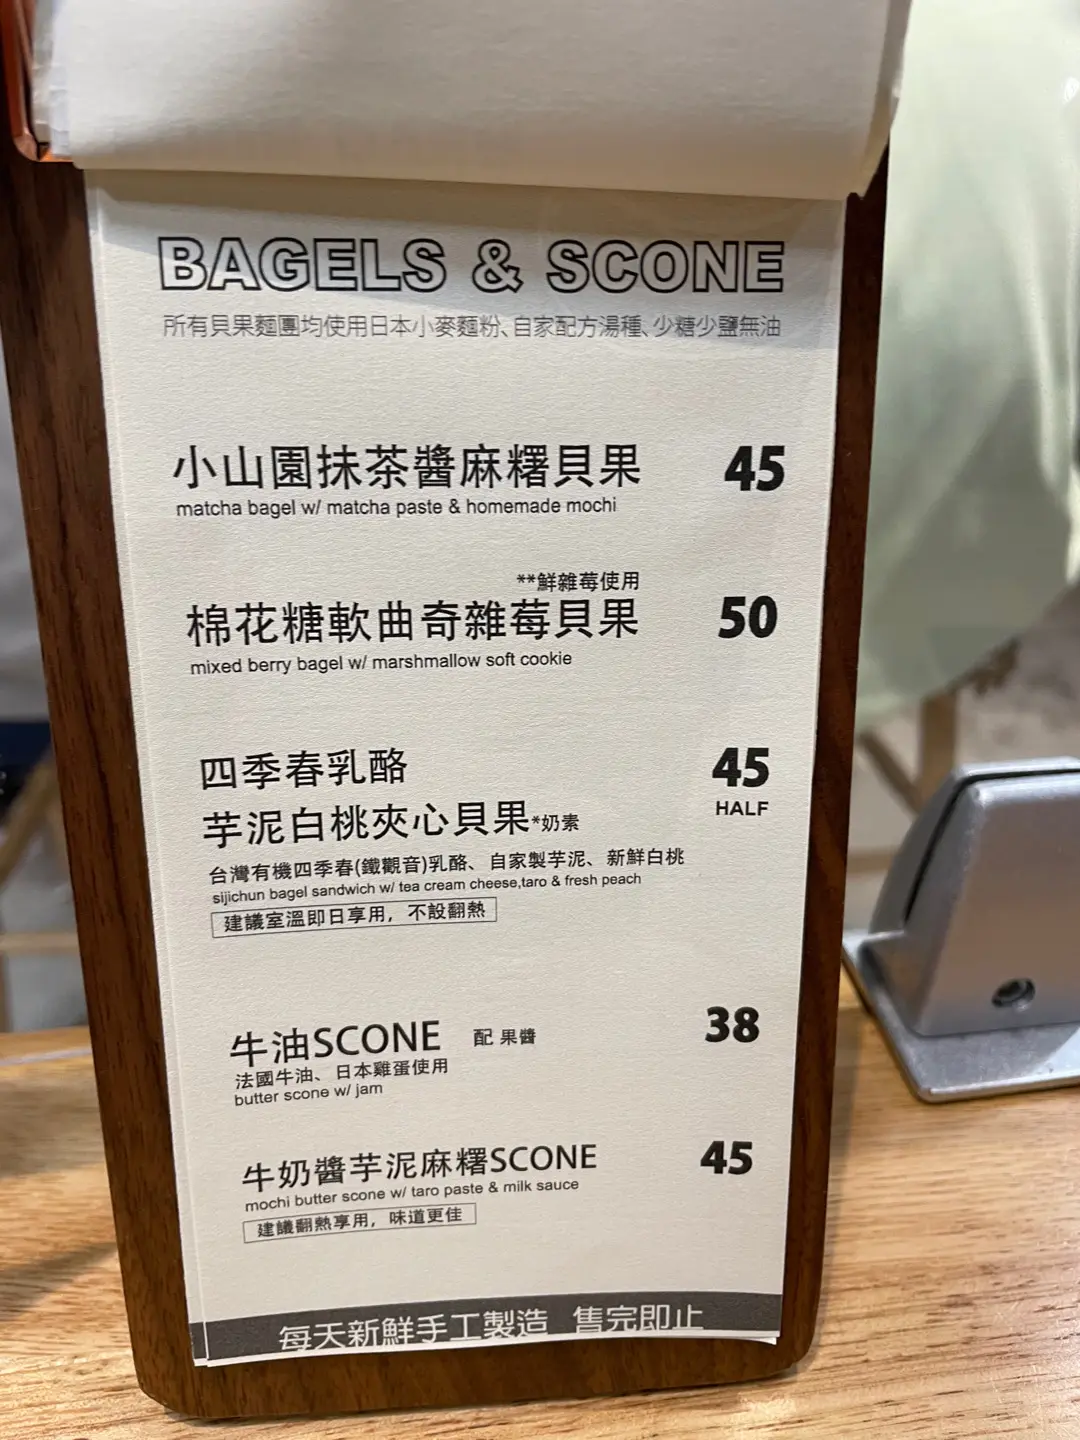 BAGELS & SCONE
所有貝果麵團均使用日本小麥麵粉、自家配方湯種、少糖少鹽無油
小山園抹茶醬麻糬貝果 45
matcha bagel w/ matcha paste & homemade mochi
**鮮雜莓使用
棉花糖軟曲奇雜莓貝果 50
mixed berry bagel w/ marshmallow soft cookie
四季春乳酪 45
HALF
芋泥白桃夾心貝果*奶素
台灣有機四季春(鐵觀音)乳酪、自家製芋泥、新鮮白桃
sijichun bagel sandwich w/ tea cream cheese,taro & fresh peach
建議室溫即日享用，不設翻熱
牛油SCONE 配 果醬 38
法國牛油、日本雞蛋使用
butter scone w/ jam
牛奶醬芋泥麻糬SCONE 45
mochi butter scone w/ taro paste & milk sauce
建議翻熱享用，味道更佳
每天新鮮手工製造 售完即止